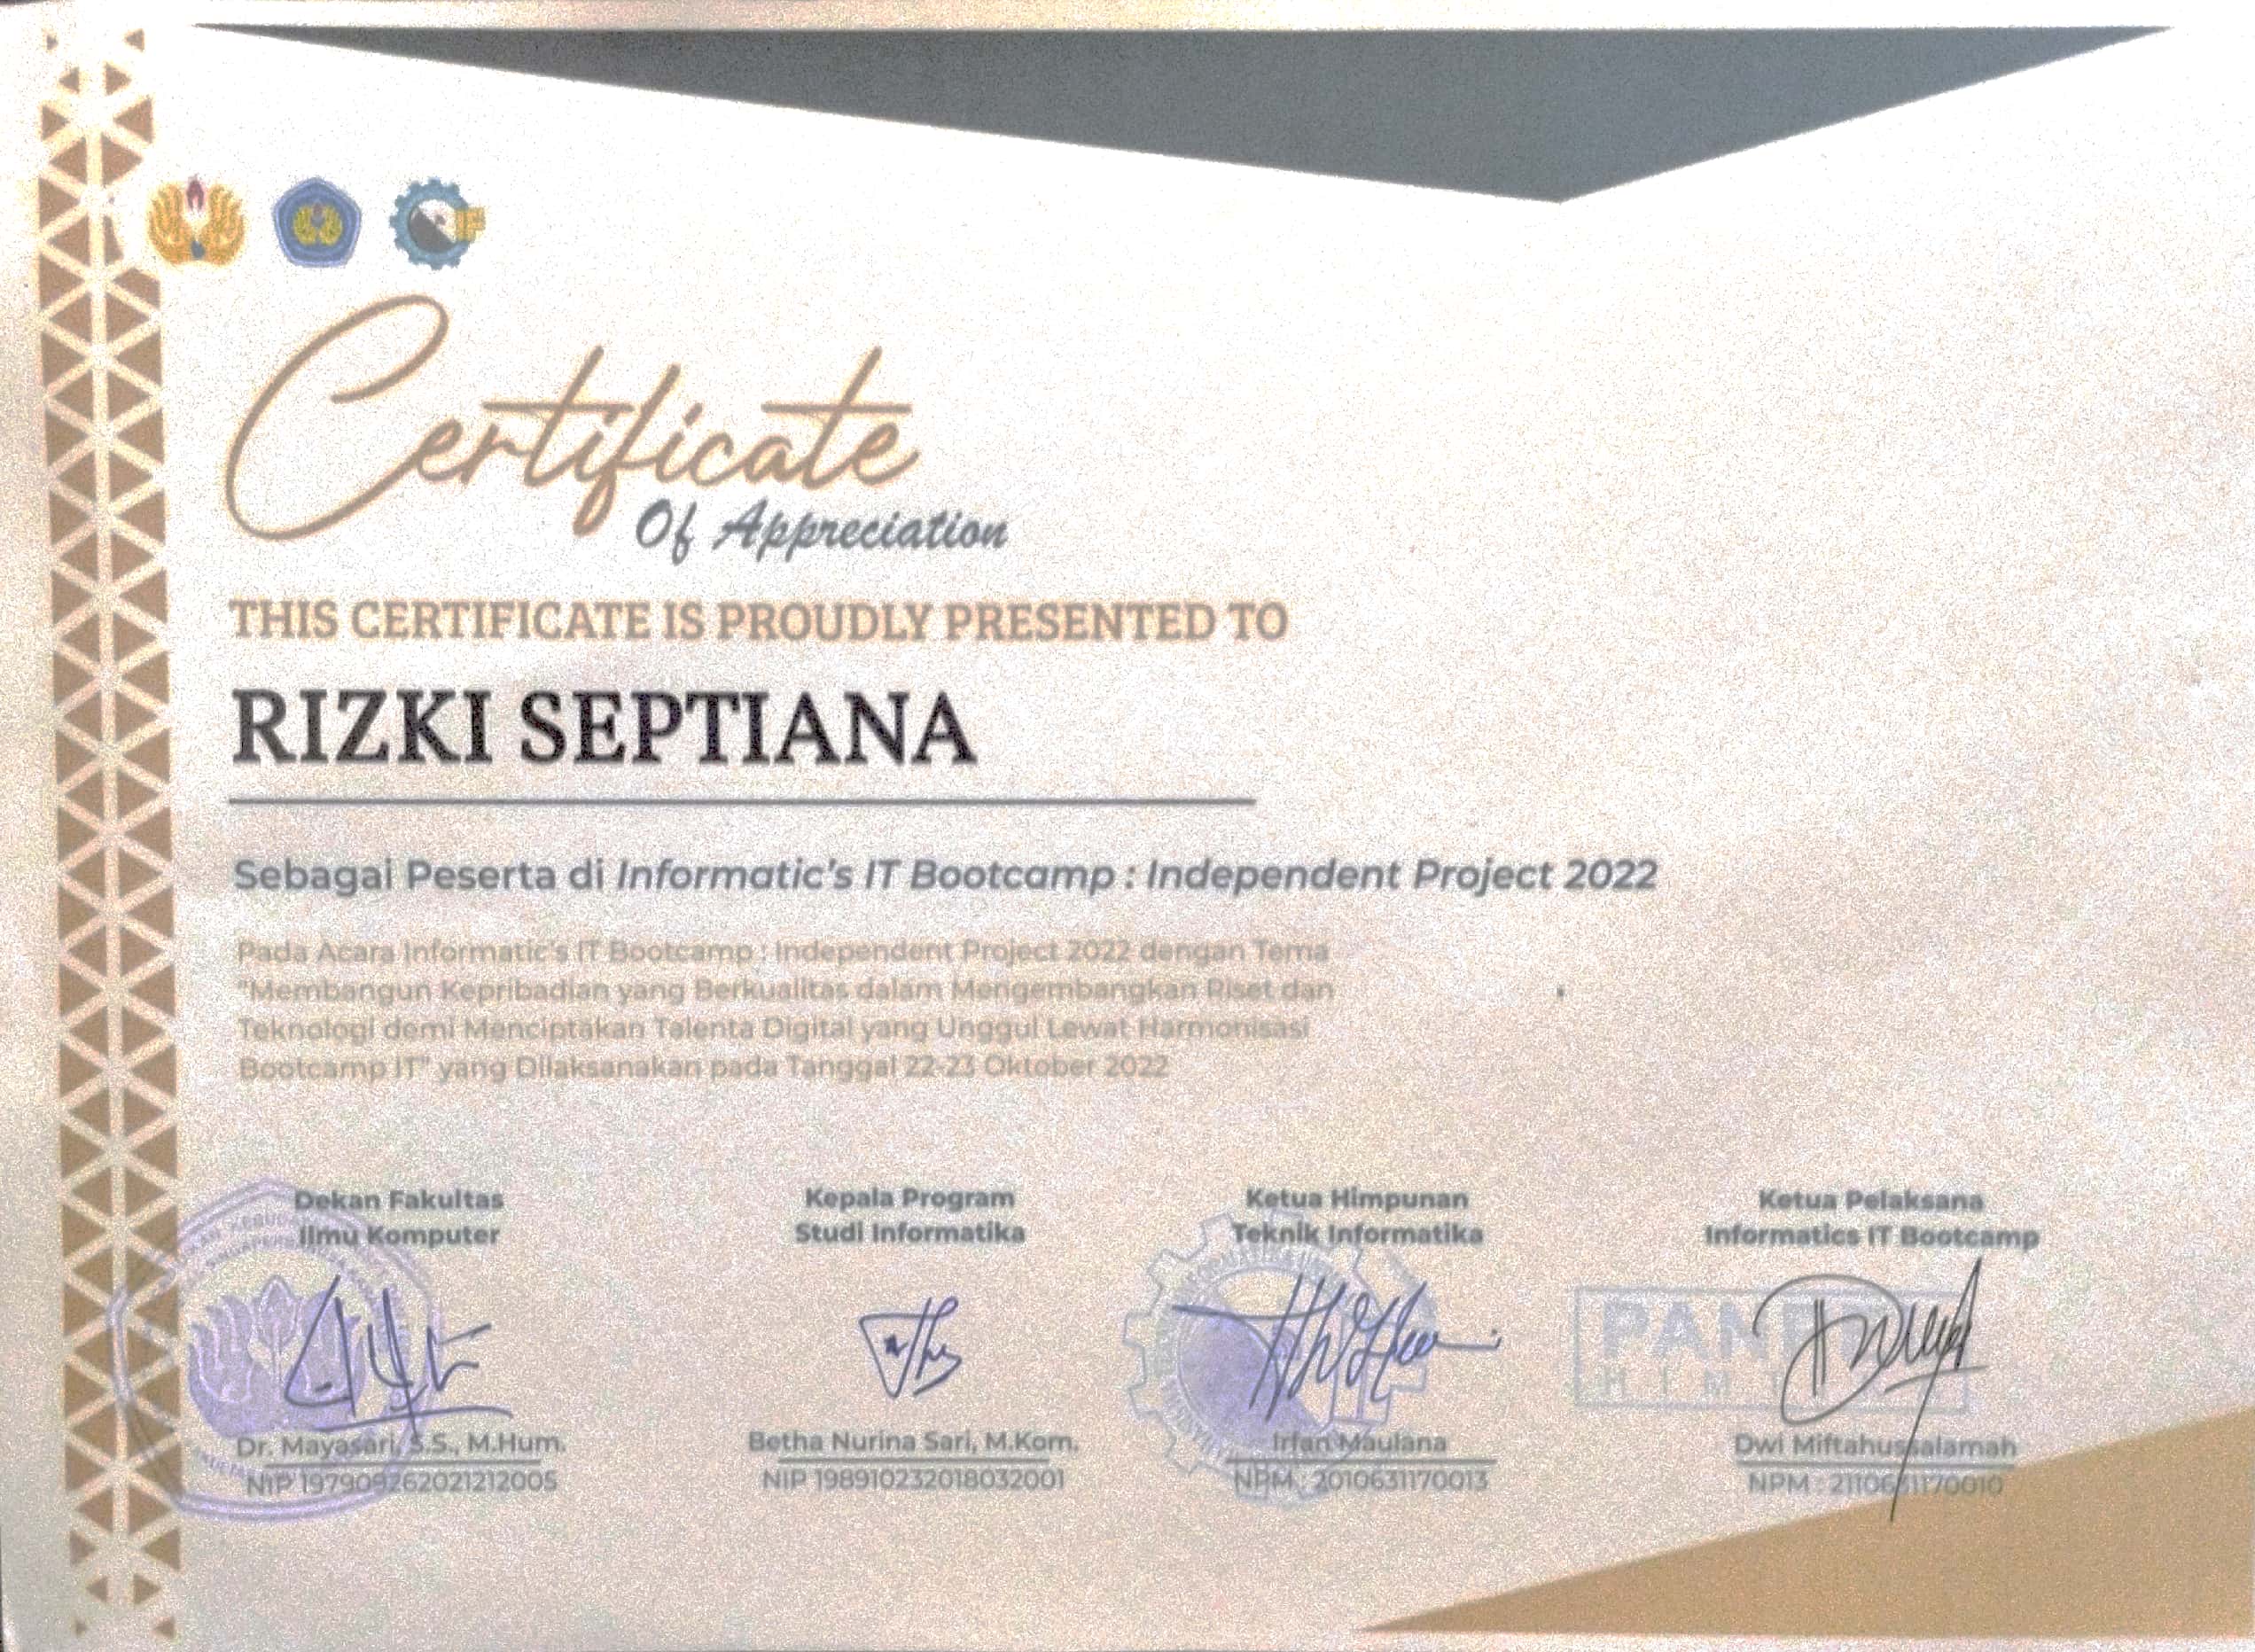 Certificate
Of Appreciation
THIS CERTIFICATE IS PROUDLY PRESENTED TO
RIZKI SEPTIANA
Sebagai Peserta di Informatic's IT Bootcamp : Independent Project 2022
Pada Acara Informatic's IT Bootcamp : Independent Project 2022 dengan Tema
"Membangun Kepribadian yang Berkualitas dalam Mengembangkan Riset dan
Teknologi demi Menciptakan Talenta Digital yang Unggul Lewat Harmonisasi
Bootcamp IT" yang Dilaksanakan pada Tanggal 22-23 Oktober 2022
Dekan Fakultas
Ilmu Komputer
Dr. Mayasari, S.S., M.Hum.
NIP 197909262021212005
Kepala Program
Studi Informatika
Betha Nurina Sari, M.Kom.
NIP 198910232018032001
Ketua Himpunan
Teknik Informatika
Irfan Maulana
NPM : 2010631170013
Ketua Pelaksana
Informatics IT Bootcamp
Dwi Miftahussalamah
NPM : 2110631170010